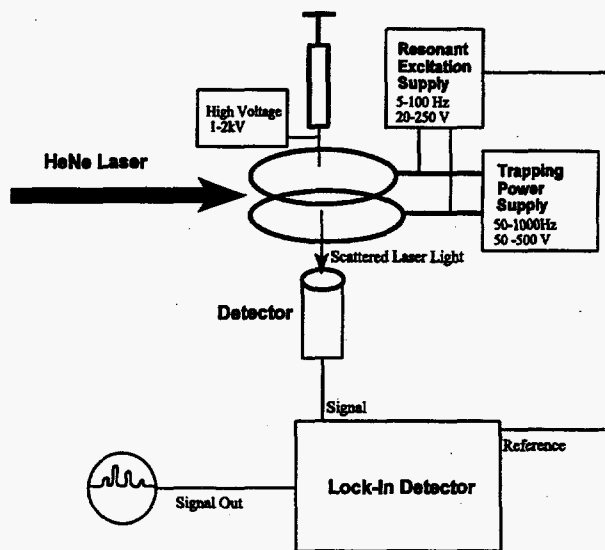 Resonant
Excitation
Supply
5-100 Hz
20-250 V
High Voltage
1-2kV
HeNe Laser
Trapping
Power
Supply
50-1000Hz
50 -500 V
Scattered Laser Light
Detector
Signal
Reference
Lock-In Detector
Signal Out